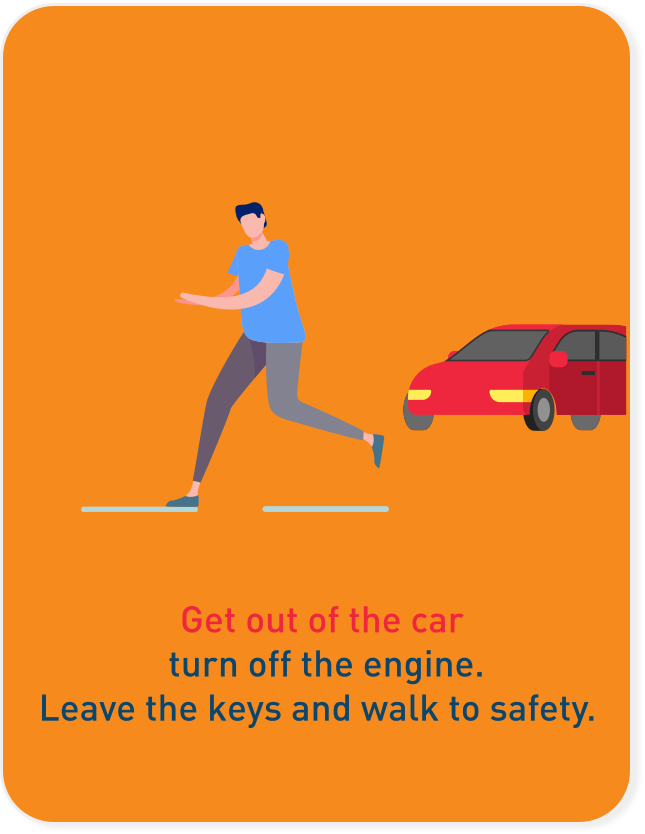 Get out of the car
turn off the engine.
Leave the keys and walk to safety.